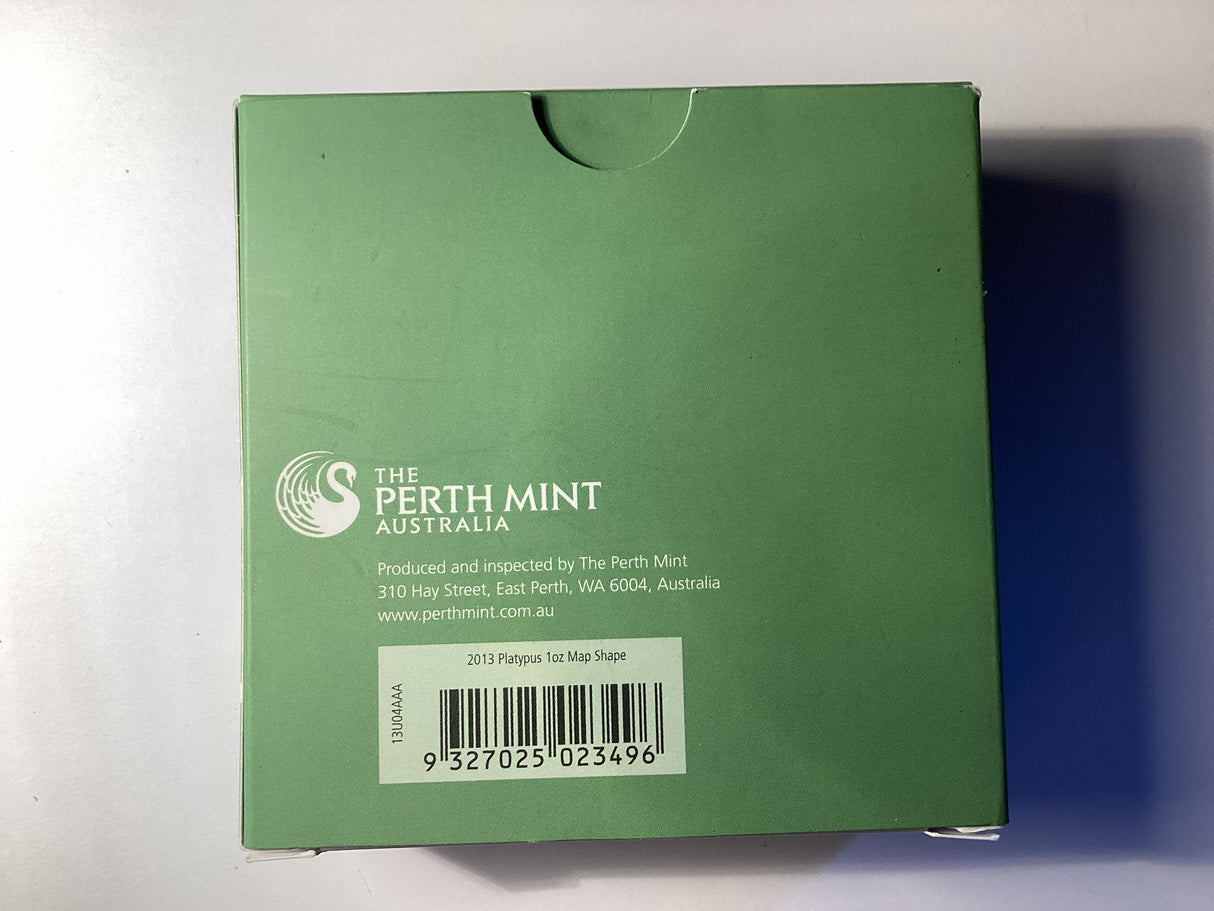 THE
PERTH MINT
AUSTRALIA
Produced and inspected by The Perth Mint
310 Hay Street, East Perth, WA 6004, Australia
www.perthmint.com.au
2013 Platypus 1oz Map Shape
13U04AAA
9 327025 023496